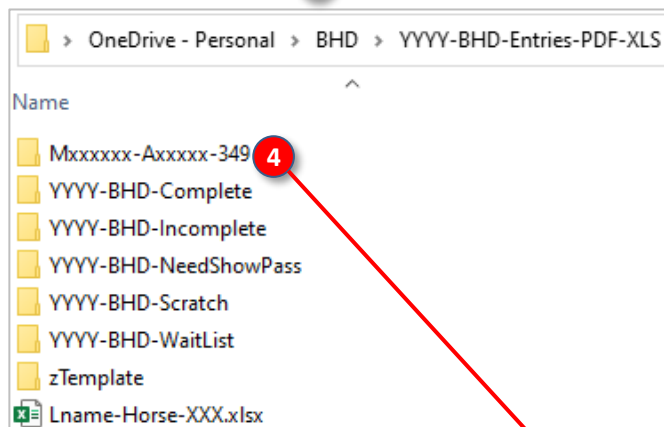 OneDrive - Personal > BHD > YYYY-BHD-Entries-PDF-XLS
Name
Mxxxxxx-Axxxxx-349 4
YYYY-BHD-Complete
YYYY-BHD-Incomplete
YYYY-BHD-NeedShowPass
YYYY-BHD-Scratch
YYYY-BHD-WaitList
zTemplate
Lname-Horse-XXX.xlsx